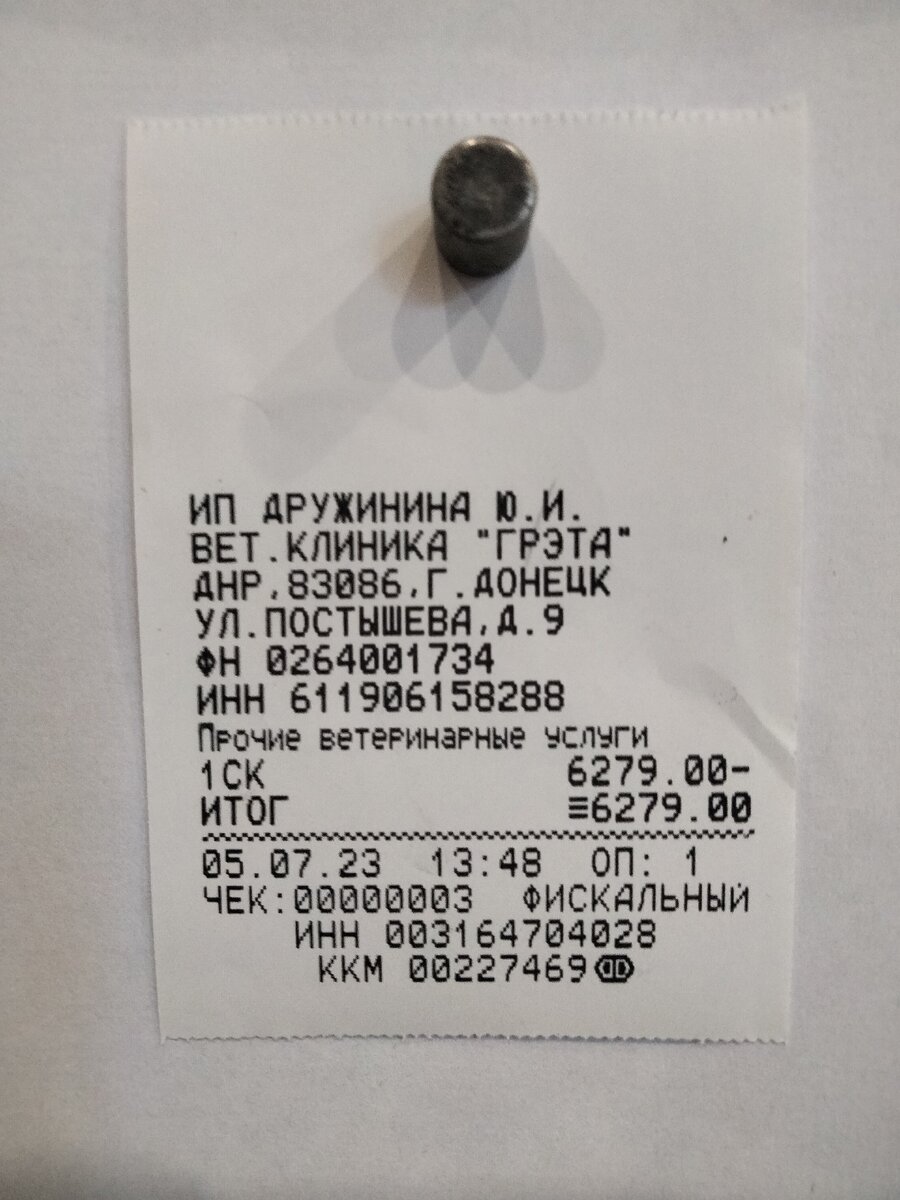 ИП ДРУЖИНИНА Ю.И.
ВЕТ.КЛИНИКА "ГРЭТА"
ДНР,83086,Г.ДОНЕЦК
УЛ.ПОСТЫШЕВА,Д.9
ФН 0264001734
ИНН 611906158288
Прочие ветеринарные услуги
1СК 6279.00-
ИТОГ ≡6279.00
05.07.23 13:48 ОП: 1
ЧЕК:00000003 ФИСКАЛЬНЫЙ
ИНН 003164704028
ККМ 00227469